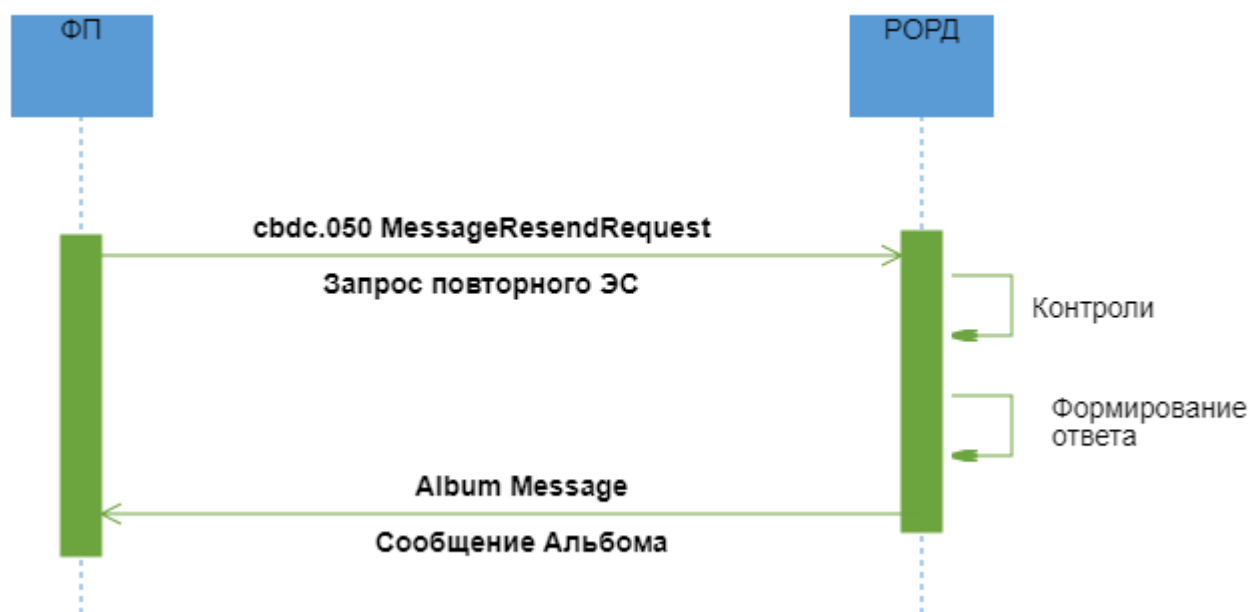 ФП
РОРД
cbdc.050 MessageResendRequest
Запрос повторного ЭС
Контроли
Формирование
ответа
Album Message
Сообщение Альбома